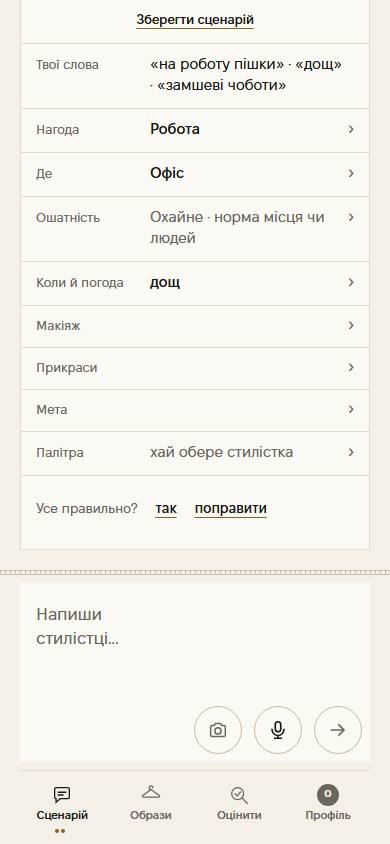 Зберегти сценарій
Твої слова
«на роботу пішки» · «дощ»
· «замшеві чоботи»
Нагода
Робота
Де
Офіс
Ошатність
Охайне · норма місця чи
людей
Коли й погода
дощ
Макіяж
Прикраси
Мета
Палітра
хай обере стилістка
Усе правильно? так поправити
Напиши
стилістці...
Сценарій
Образи
Оцінити
0
Профіль